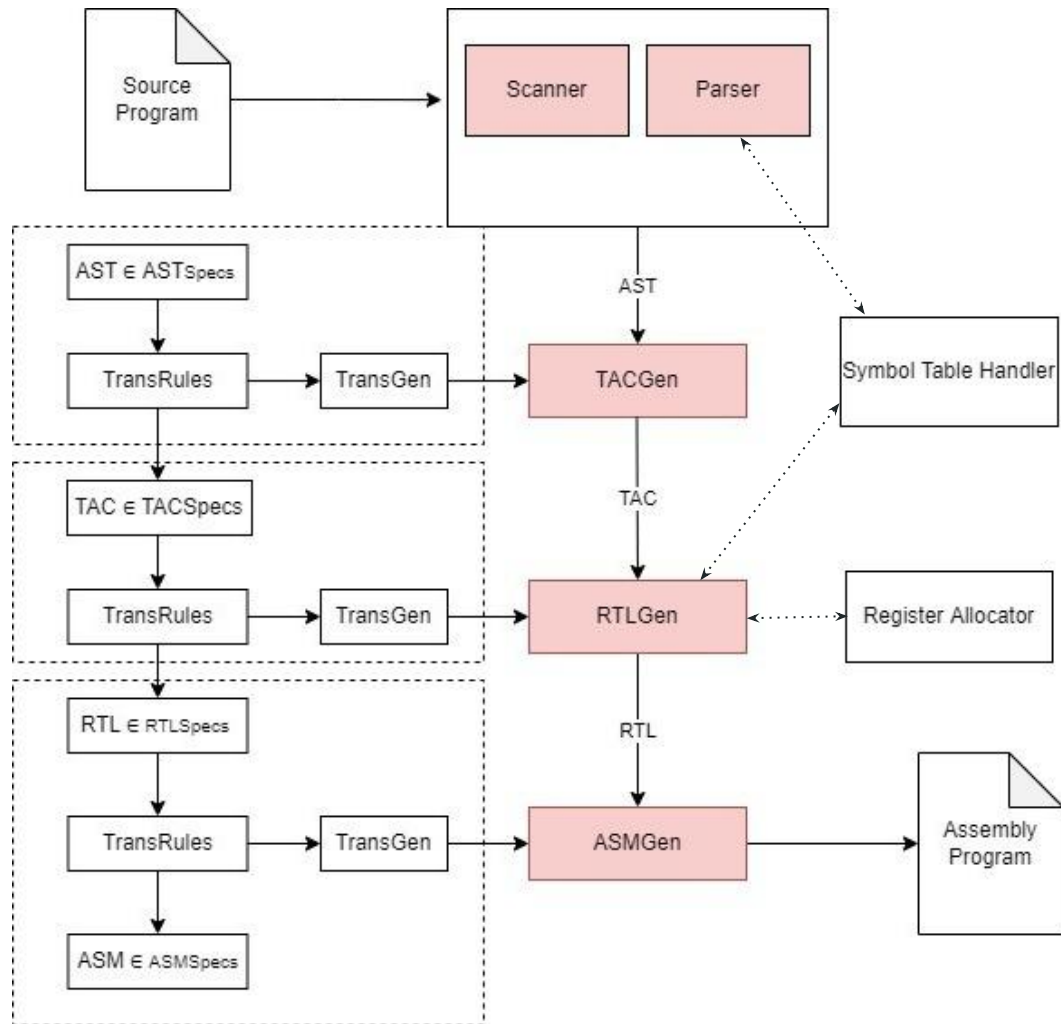 Source
Program
Scanner
Parser
AST ∈ ASTSpecs
AST
TransRules
TransGen
TACGen
Symbol Table Handler
TAC ∈ TACSpecs
TAC
TransRules
TransGen
RTLGen
Register Allocator
RTL ∈ RTLSpecs
RTL
TransRules
TransGen
ASMGen
Assembly
Program
ASM ∈ ASMSpecs